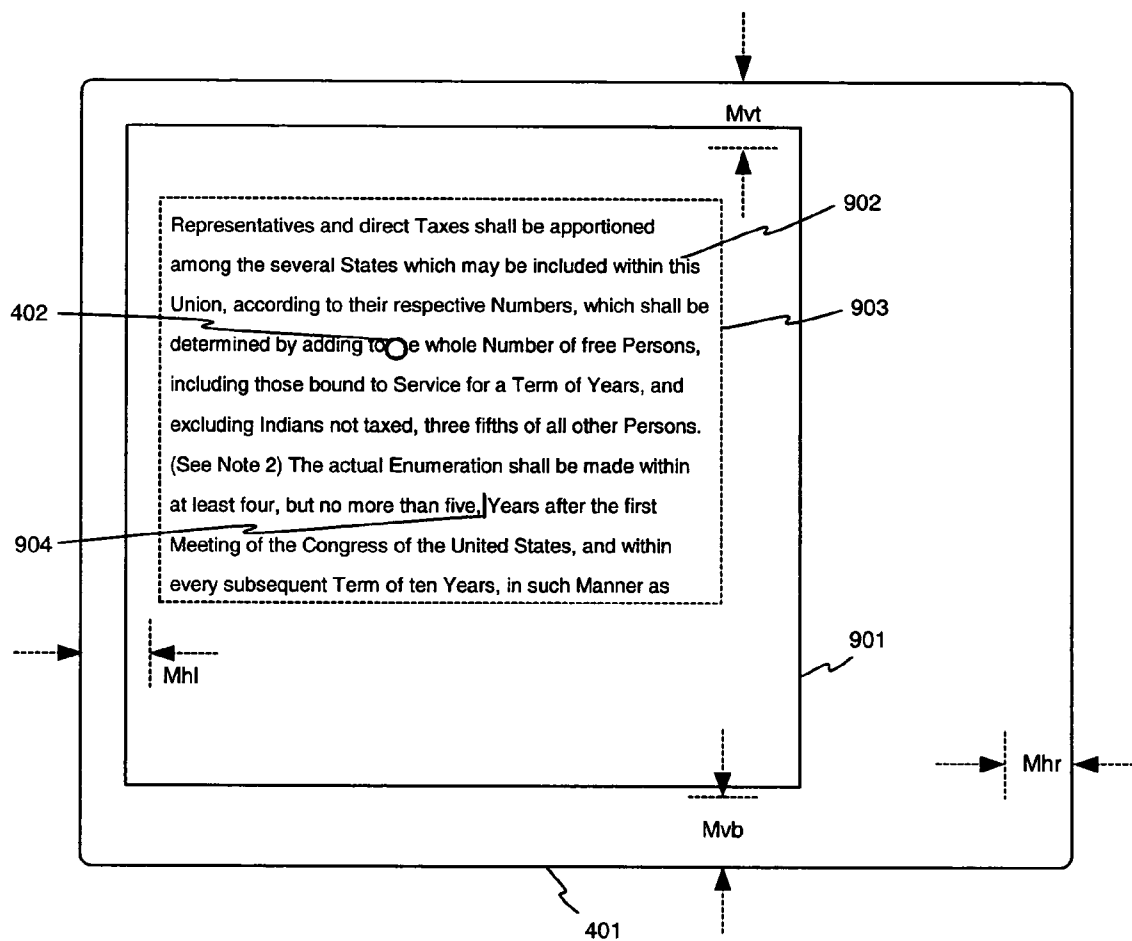 Mvt
902
Representatives and direct Taxes shall be apportioned
among the several States which may be included within this
Union, according to their respective Numbers, which shall be
903
402
determined by adding to e whole Number of free Persons,
including those bound to Service for a Term of Years, and
excluding Indians not taxed, three fifths of all other Persons.
(See Note 2) The actual Enumeration shall be made within
at least four, but no more than five, Years after the first
904
Meeting of the Congress of the United States, and within
every subsequent Term of ten Years, in such Manner as
901
Mhl
Mhr
Mvb
401